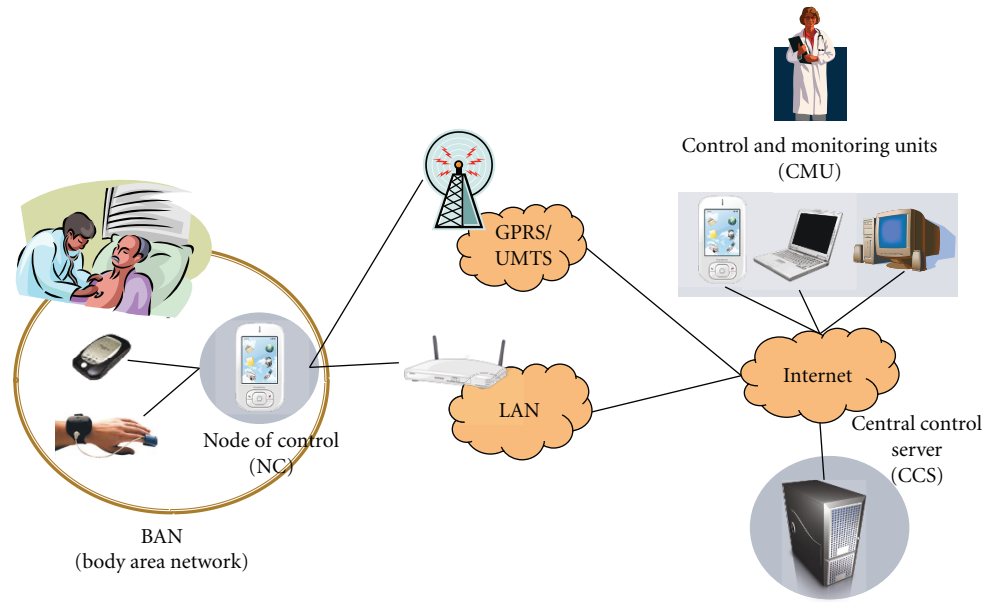 Control and monitoring units
(CMU)
GPRS/
UMTS
Internet
LAN
Node of control
(NC)
Central control
server
(CCS)
BAN
(body area network)